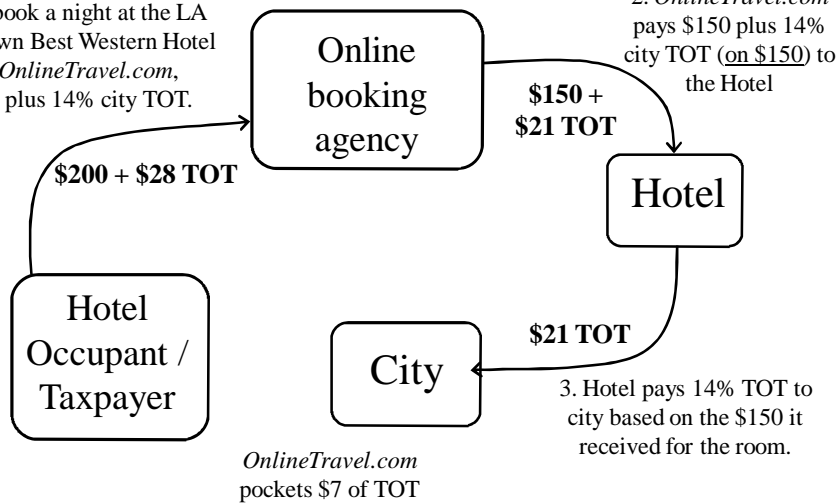 book a night at the LA
wn Best Western Hotel
OnlineTravel.com,
plus 14% city TOT.
$200 + $28 TOT
Online
booking
agency
2. OnlineTravel.com
pays $150 plus 14%
city TOT (on $150) to
the Hotel
$150 +
$21 TOT
Hotel
Hotel
Occupant /
Taxpayer
City
$21 TOT
3. Hotel pays 14% TOT to
city based on the $150 it
received for the room.
OnlineTravel.com
pockets $7 of TOT